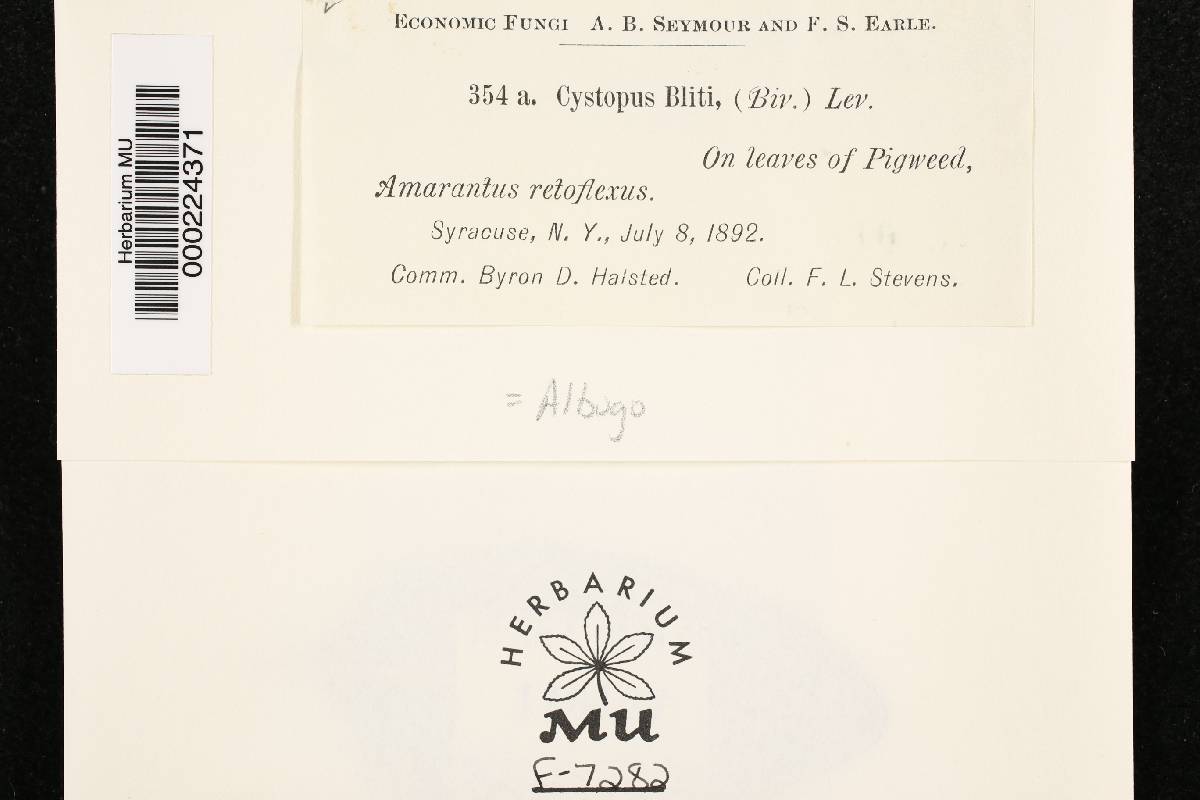 Economic Fungi A. B. Seymour and F. S. Earle.
354 a. Cystopus Bliti, (Biv.) Lev.
On leaves of Pigweed,
Amarantus retoflexus.
Syracuse, N. Y., July 8, 1892.
Comm. Byron D. Halsted. Coll. F. L. Stevens.
Herbarium MU
000224371
= Albugo
HERBARIUM
MU
F-7282